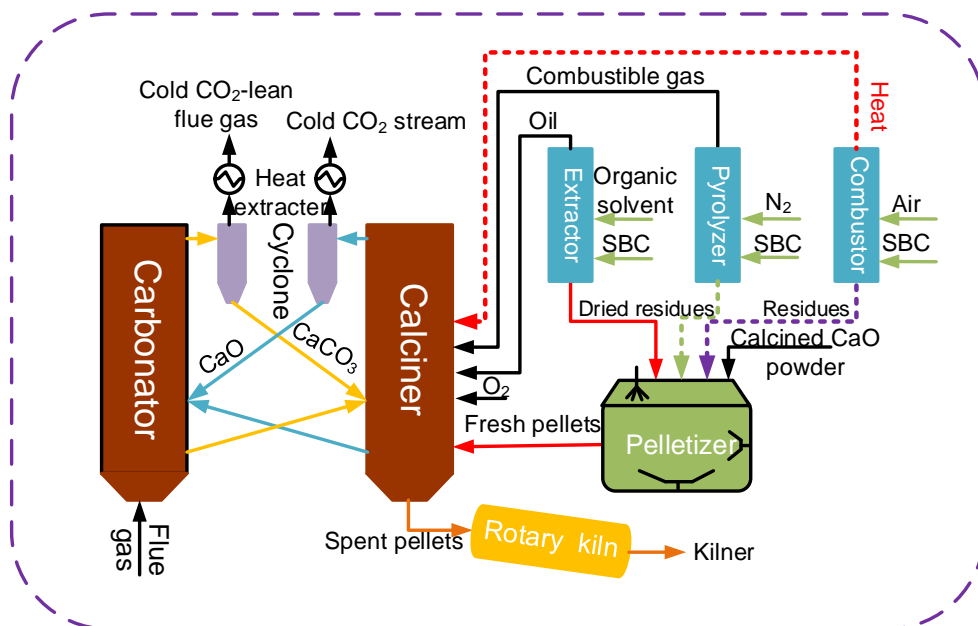 Cold CO₂-lean
flue gas
Cold CO₂ stream
Heat
extracter
Cyclone
Combustible gas
Oil
Heat
Extractor
Organic
solvent
SBC
Pyrolyzer
N₂
SBC
Combustor
Air
SBC
Carbonator
CaO
CaCO₃
Calciner
O₂
Dried residues
Residues
Calcined CaO
powder
Fresh pellets
Pelletizer
Flue
gas
Spent pellets
Rotary kiln
Kilner